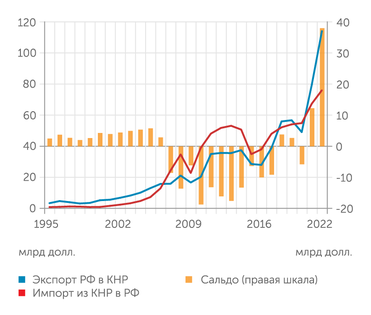 120 40
100 30
80 20
60 10
40 0
20 -10
0 -20
1995 2002 2009 2016 2022
млрд долл. млрд долл.
Экспорт РФ в КНР Сальдо (правая шкала)
Импорт из КНР в РФ